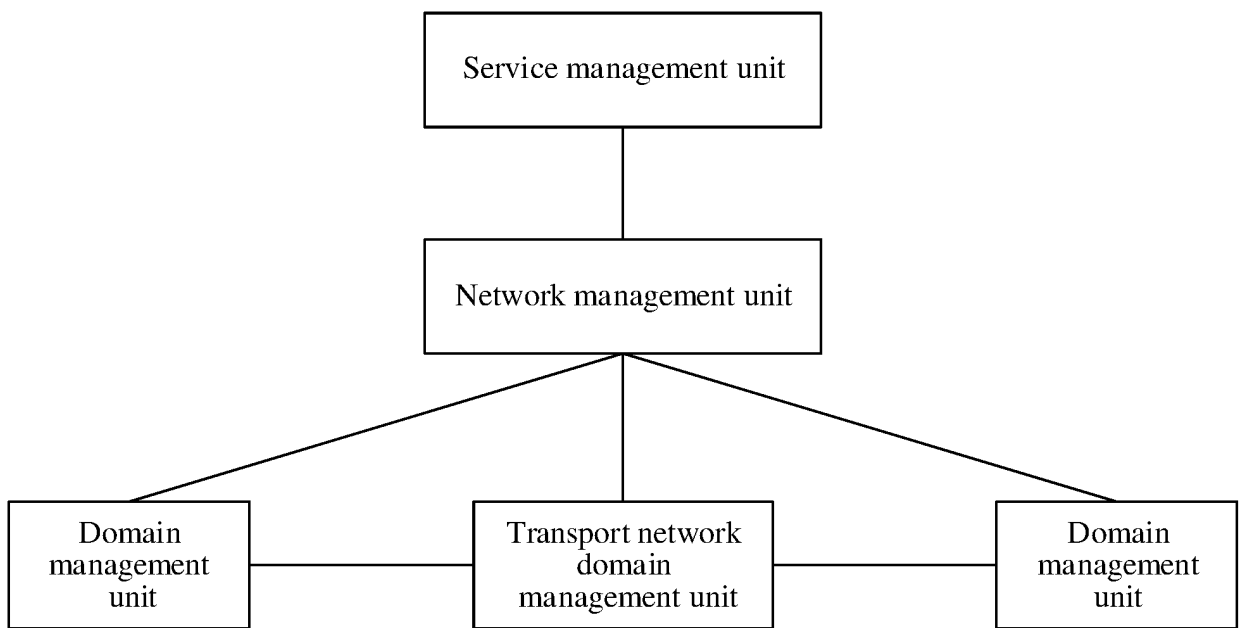 Service management unit
Network management unit
Domain
management
unit
Transport network
domain
management unit
Domain
management
unit